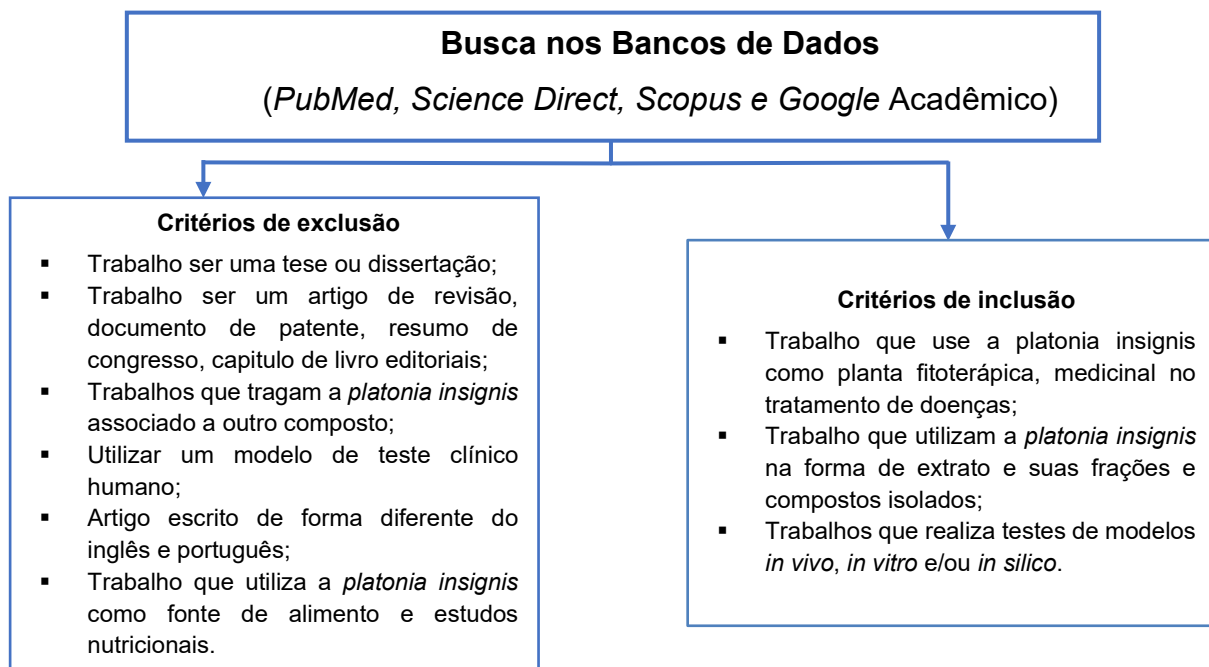 Busca nos Bancos de Dados
(PubMed, Science Direct, Scopus e Google Acadêmico)
Critérios de exclusão
▪ Trabalho ser uma tese ou dissertação;
▪ Trabalho ser um artigo de revisão,
documento de patente, resumo de
congresso, capitulo de livro editoriais;
▪ Trabalhos que tragam a platonia insignis
associado a outro composto;
▪ Utilizar um modelo de teste clínico
humano;
▪ Artigo escrito de forma diferente do
inglês e português;
▪ Trabalho que utiliza a platonia insignis
como fonte de alimento e estudos
nutricionais.
Critérios de inclusão
▪ Trabalho que use a platonia insignis
como planta fitoterápica, medicinal no
tratamento de doenças;
▪ Trabalho que utilizam a platonia insignis
na forma de extrato e suas frações e
compostos isolados;
▪ Trabalhos que realiza testes de modelos
in vivo, in vitro e/ou in silico.